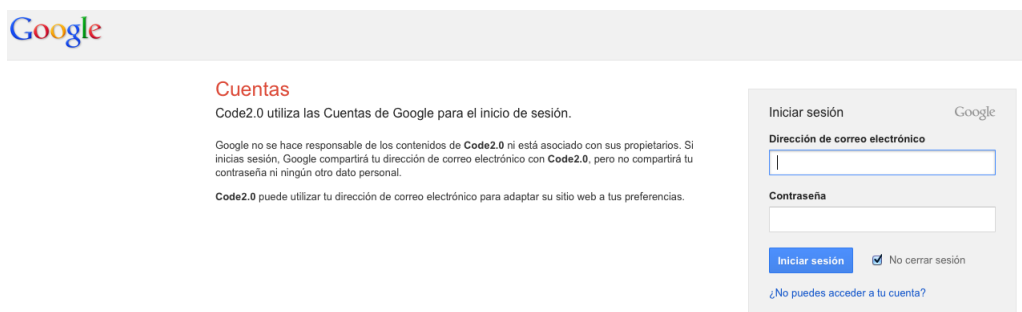 Google
Cuentas
Code2.0 utiliza las Cuentas de Google para el inicio de sesión.
Google no se hace responsable de los contenidos de Code2.0 ni está asociado con sus propietarios. Si
inicias sesión, Google compartirá tu dirección de correo electrónico con Code2.0, pero no compartirá tu
contraseña ni ningún otro dato personal.
Code2.0 puede utilizar tu dirección de correo electrónico para adaptar su sitio web a tus preferencias.
Iniciar sesión Google
Dirección de correo electrónico
Contraseña
Iniciar sesión No cerrar sesión
¿No puedes acceder a tu cuenta?